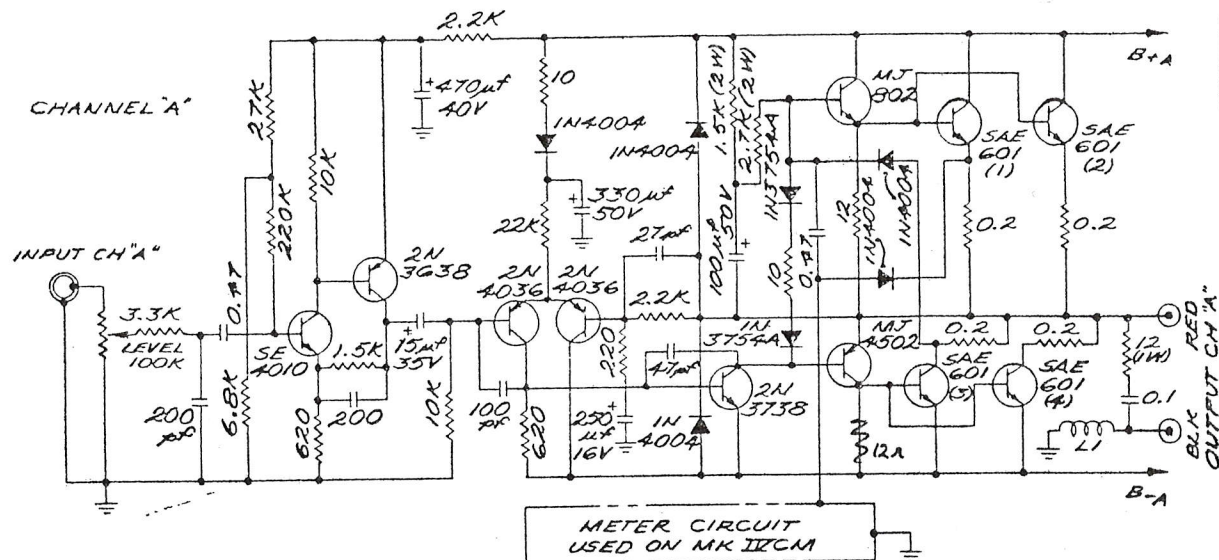 2.2K
CHANNEL "A"
27K
10K
+
470μf
40V
10
1N4004
1N4004
1.5K (2W)
2.7K (2W)
1N3754A
MJ
802
B+A
SAE
601
(1)
SAE
601
(2)
1N4004
1N4004
12
0.2
0.2
+
330μf
50V
22K
220K
INPUT CH "A"
2N
3638
27pf
100μf
50V
+
10
0.47
3.3K
LEVEL
100K
0.47
SE
4010
1.5K
200
+
15μf
35V
2N
4036
2N
4036
2.2K
1N
3754A
MJ
4502
0.2
0.2
RED
200
pf
6.8K
620
10K
100
pf
620
220
250
μf
16V
+
47pf
1N
4004
2N
3738
12Ω
SAE
601
(3)
SAE
601
(4)
12
(1W)
0.1
L1
BLK
OUTPUT CH "A"
B-A
METER CIRCUIT
USED ON MK IVCM